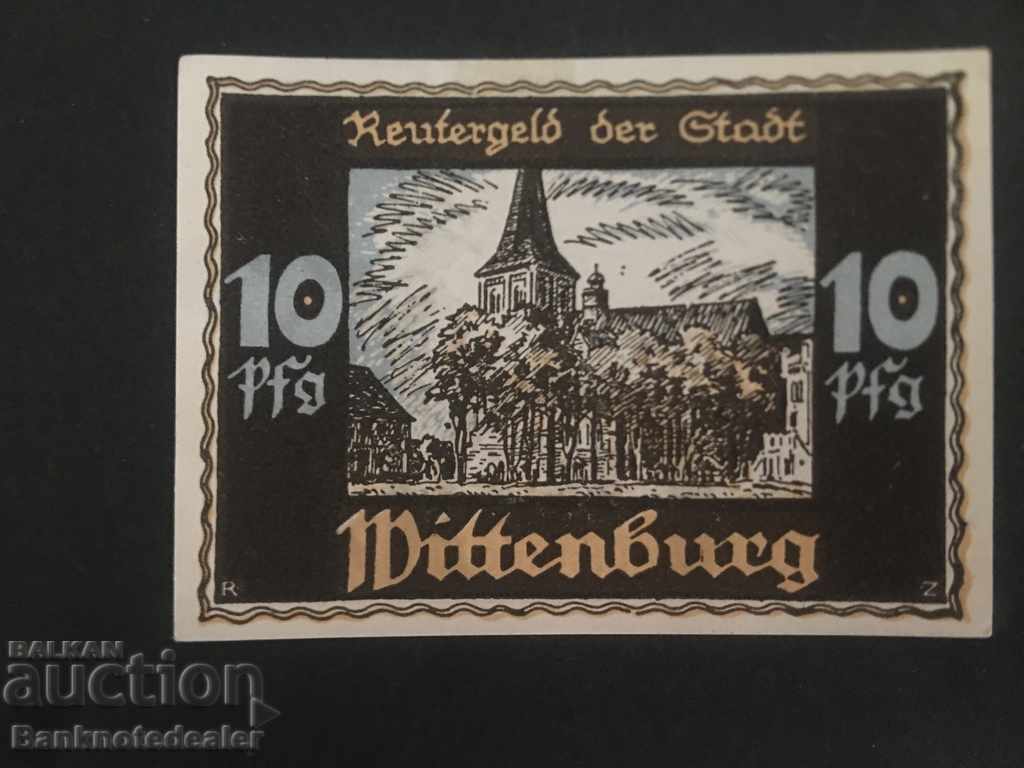 Reutergeld der Stadt
10 Pfg
10 Pfg
Wittenburg
R Z
BALKAN
auction
Banknotedealer